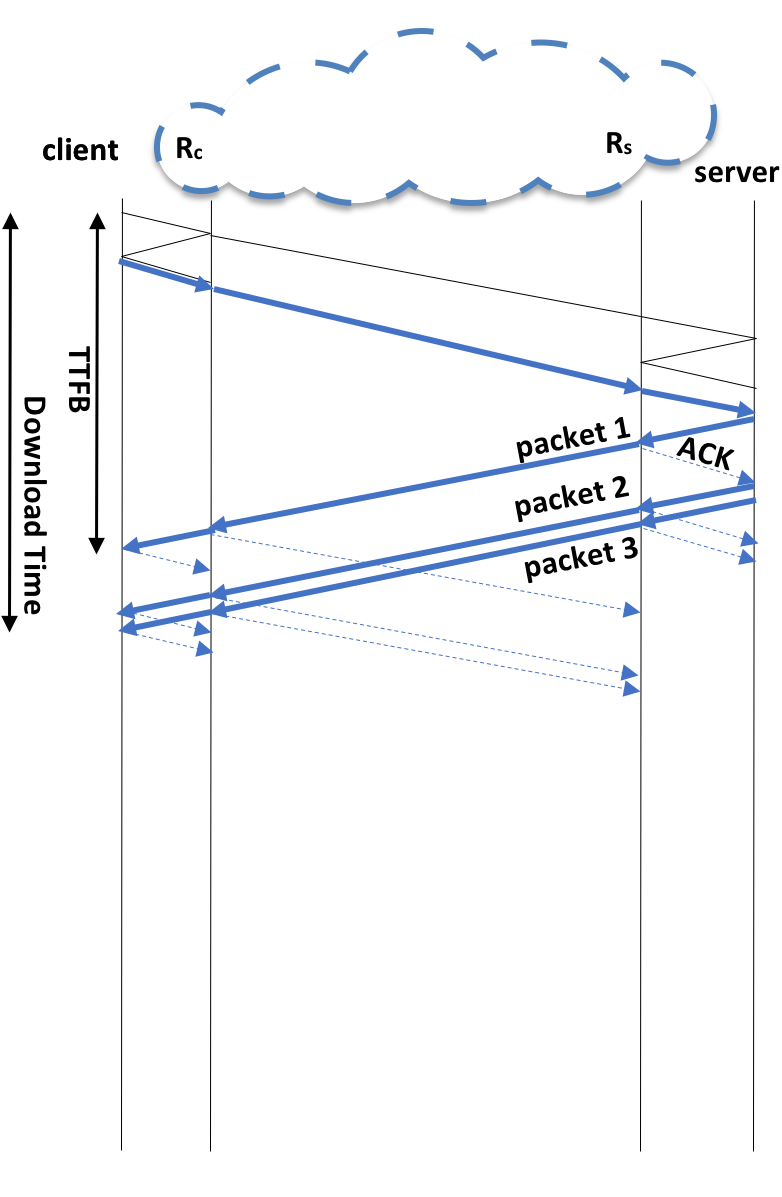 client
Rc
Rs
server
TTFB
Download Time
packet 1
ACK
packet 2
packet 3